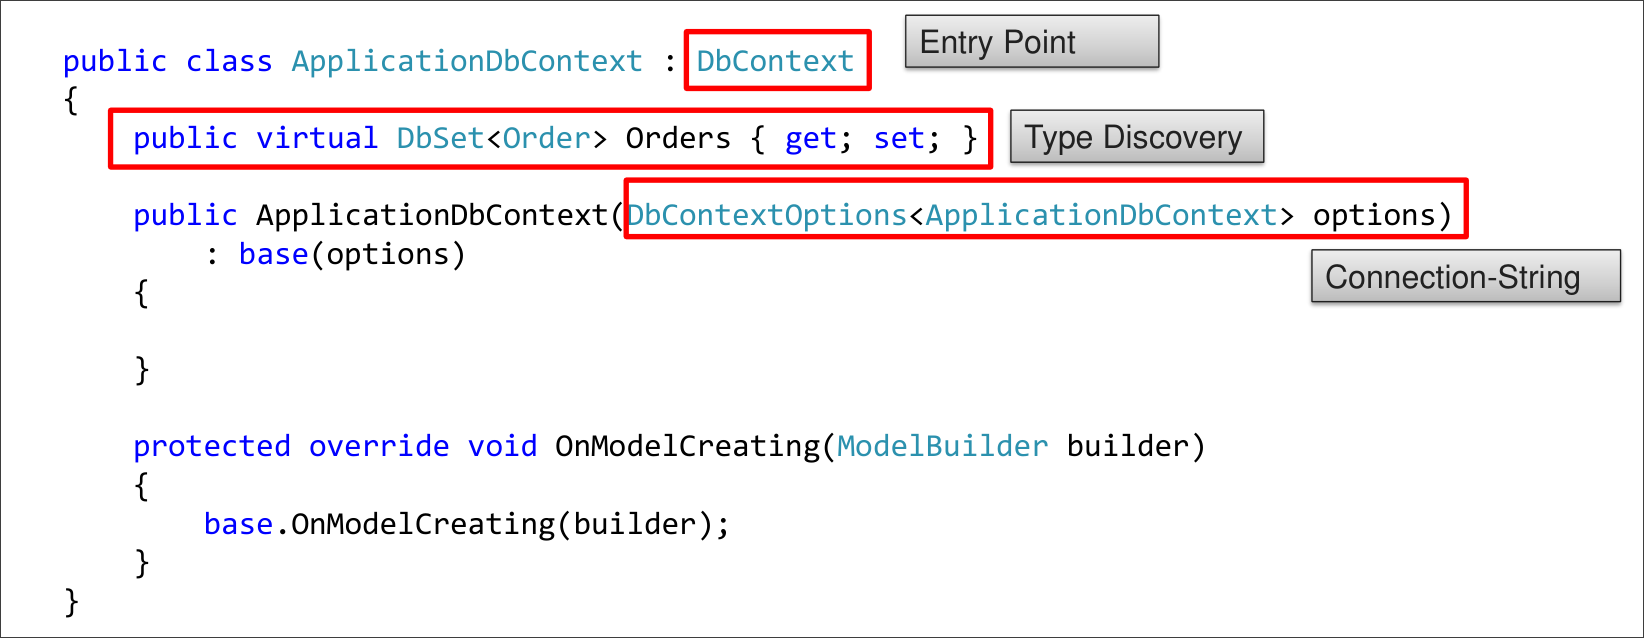 public class ApplicationDbContext : DbContext
Entry Point
{
public virtual DbSet<Order> Orders { get; set; }
Type Discovery
public ApplicationDbContext(DbContextOptions<ApplicationDbContext> options)
: base(options)
Connection-String
{
}
protected override void OnModelCreating(ModelBuilder builder)
{
base.OnModelCreating(builder);
}
}